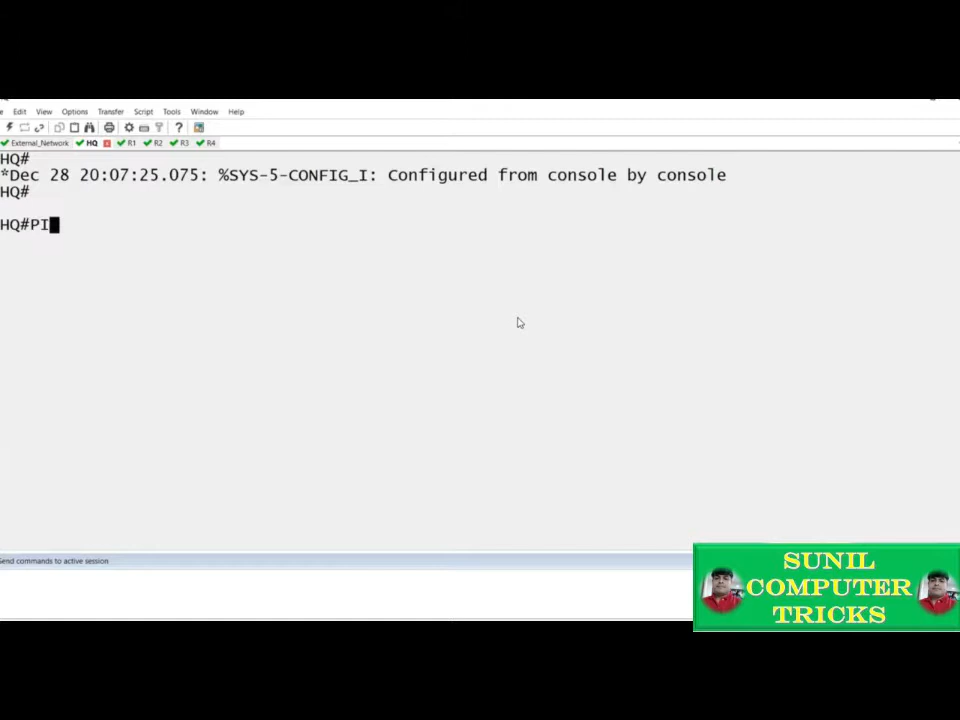 Edit View Options Transfer Script Tools Window Help
External_Network HQ R1 R2 R3 R4
HQ#
*Dec 28 20:07:25.075: %SYS-5-CONFIG_I: Configured from console by console
HQ#
HQ#PI
Send commands to active session
SUNIL
COMPUTER
TRICKS